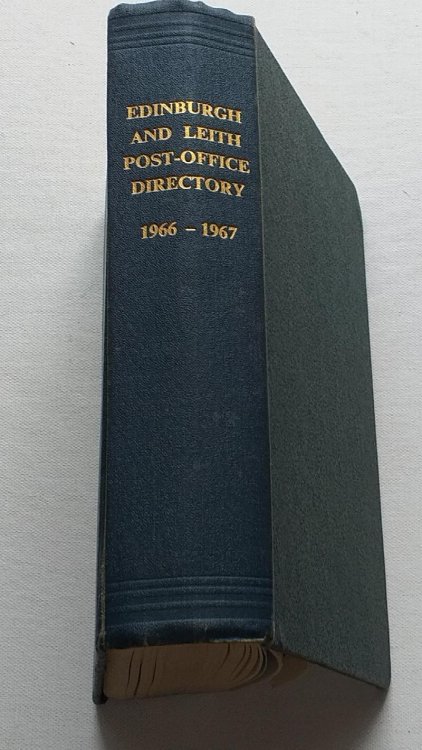 EDINBURGH
AND LEITH
POST-OFFICE
DIRECTORY
1966 – 1967